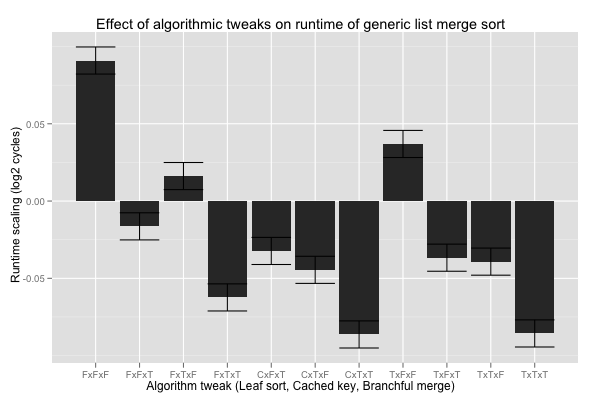 Effect of algorithmic tweaks on runtime of generic list merge sort
Runtime scaling (log2 cycles)
0.05
0.00
-0.05
FxFxF FxFxT FxTxF FxTxT CxFxT CxTxF CxTxT TxFxF TxFxT TxTxF TxTxT
Algorithm tweak (Leaf sort, Cached key, Branchful merge)